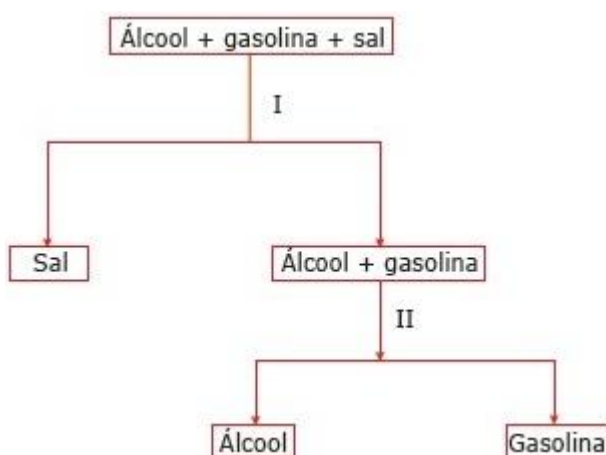 Álcool + gasolina + sal
I
Sal
Álcool + gasolina
II
Álcool
Gasolina